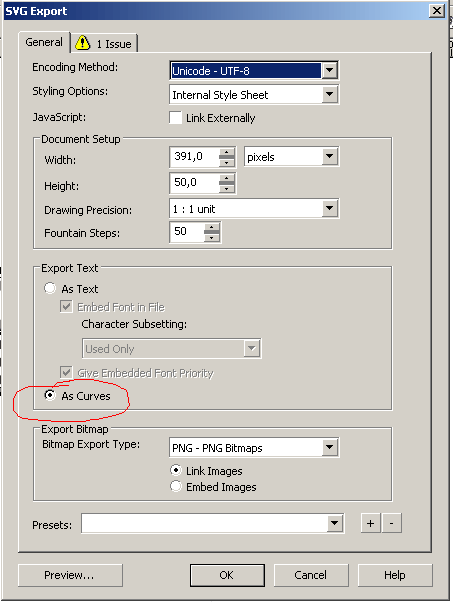 SVG Export
General
1 Issue
Encoding Method: Unicode - UTF-8
Styling Options: Internal Style Sheet
JavaScript: Link Externally
Document Setup
Width: 391,0 pixels
Height: 50,0
Drawing Precision: 1 : 1 unit
Fountain Steps: 50
Export Text
As Text
Embed Font in File
Character Subsetting:
Used Only
Give Embedded Font Priority
As Curves
Export Bitmap
Bitmap Export Type: PNG - PNG Bitmaps
Link Images
Embed Images
Presets: + -
Preview... OK Cancel Help